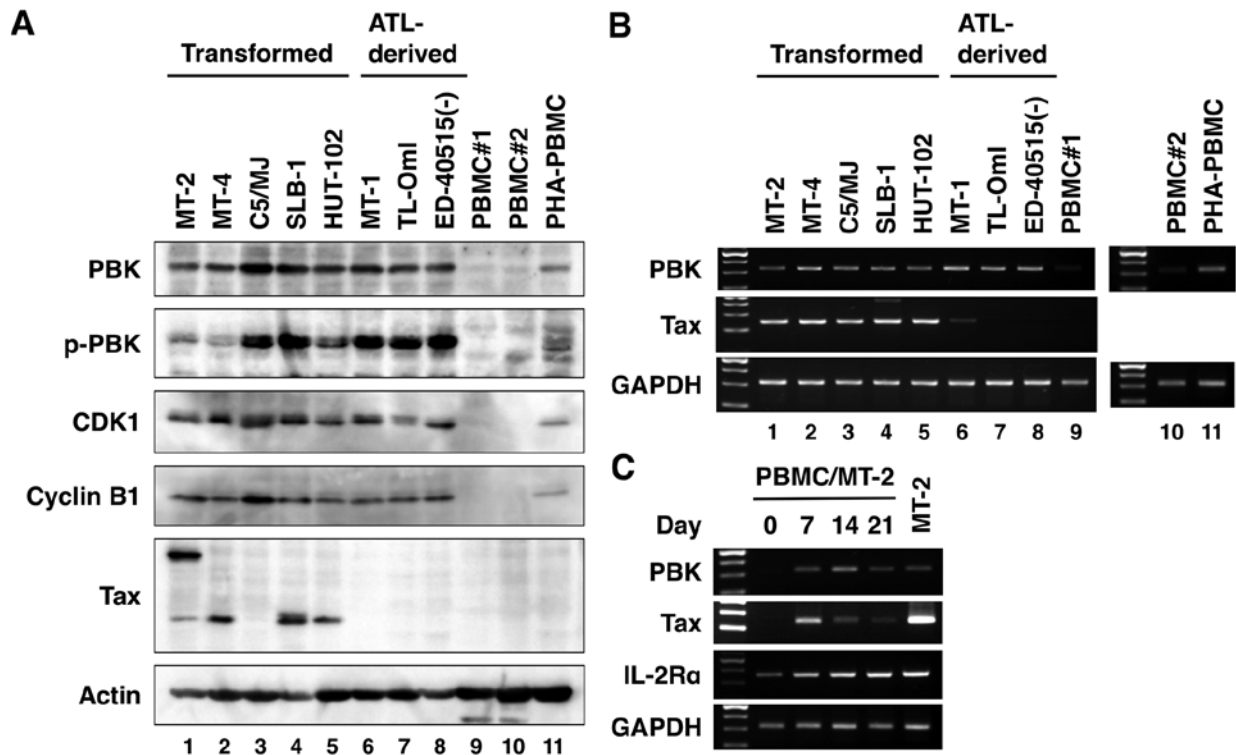 A
Transformed
ATL-
derived
MT-2
MT-4
C5/MJ
SLB-1
HUT-102
MT-1
TL-OmI
ED-40515(-)
PBMC#1
PBMC#2
PHA-PBMC
PBK
p-PBK
CDK1
Cyclin B1
Tax
Actin
1 2 3 4 5 6 7 8 9 10 11
B
Transformed
ATL-
derived
MT-2
MT-4
C5/MJ
SLB-1
HUT-102
MT-1
TL-OmI
ED-40515(-)
PBMC#1
PBMC#2
PHA-PBMC
PBK
Tax
GAPDH
1 2 3 4 5 6 7 8 9 10 11
C
PBMC/MT-2
MT-2
Day 0 7 14 21
PBK
Tax
IL-2Rα
GAPDH